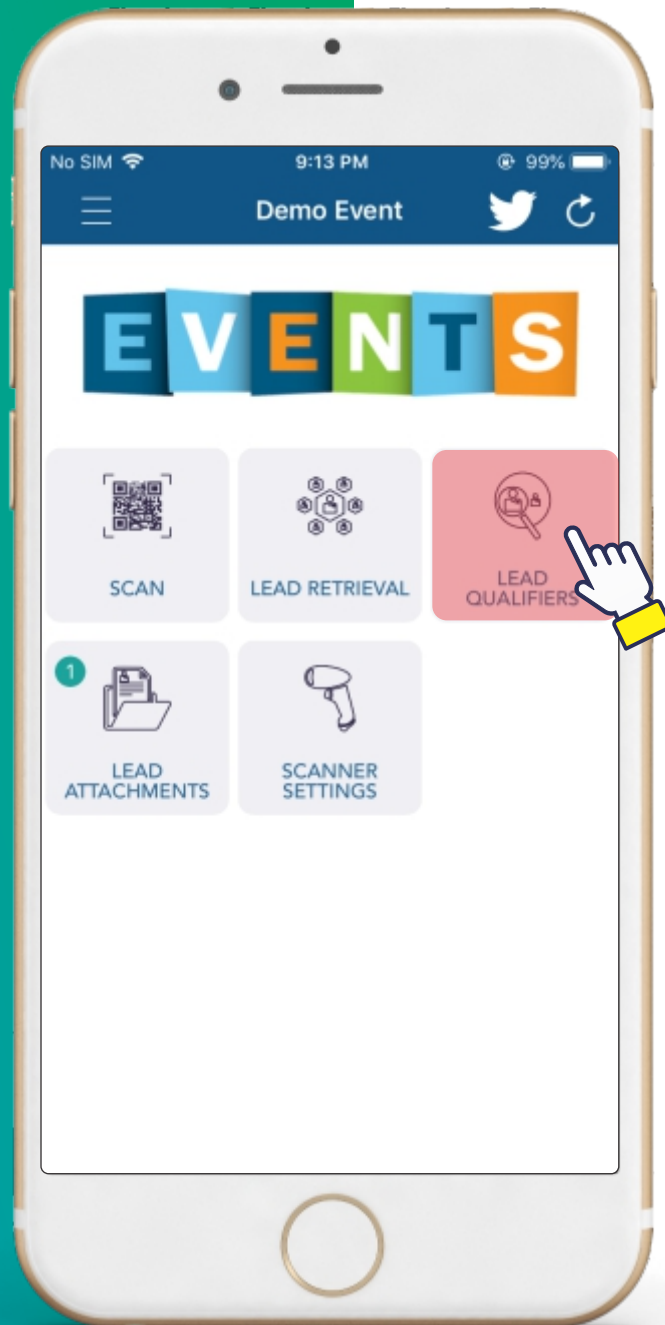 No SIM 9:13 PM 99%
Demo Event
EVENTS
SCAN
LEAD RETRIEVAL
LEAD
QUALIFIERS
1
LEAD
ATTACHMENTS
SCANNER
SETTINGS